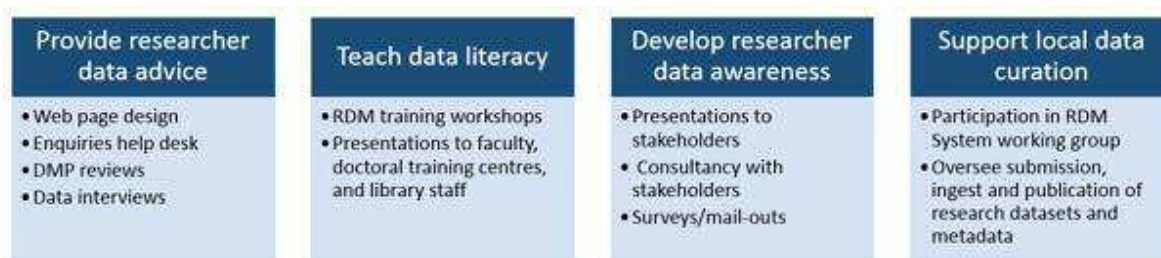 Provide researcher
data advice
• Web page design
• Enquiries help desk
• DMP reviews
• Data interviews
Teach data literacy
• RDM training workshops
• Presentations to faculty,
doctoral training centres,
and library staff
Develop researcher
data awareness
• Presentations to
stakeholders
• Consultancy with
stakeholders
• Surveys/mail-outs
Support local data
curation
• Participation in RDM
System working group
• Oversee submission,
ingest and publication of
research datasets and
metadata